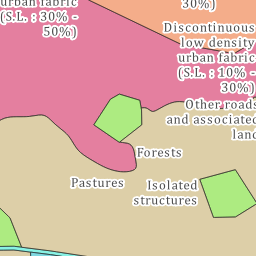 urban fabric
(S.L. : 30% -
50%)
30%)
Discontinuous
low density
urban fabric
(S.L. : 10% -
30%)
Other roads
and associated
land
Forests
Pastures
Isolated
structures